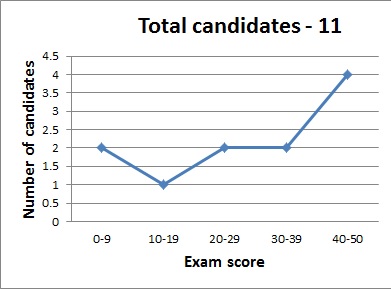 Total candidates - 11
Number of candidates
4.5
4
3.5
3
2.5
2
1.5
1
0.5
0
0-9 10-19 20-29 30-39 40-50
Exam score